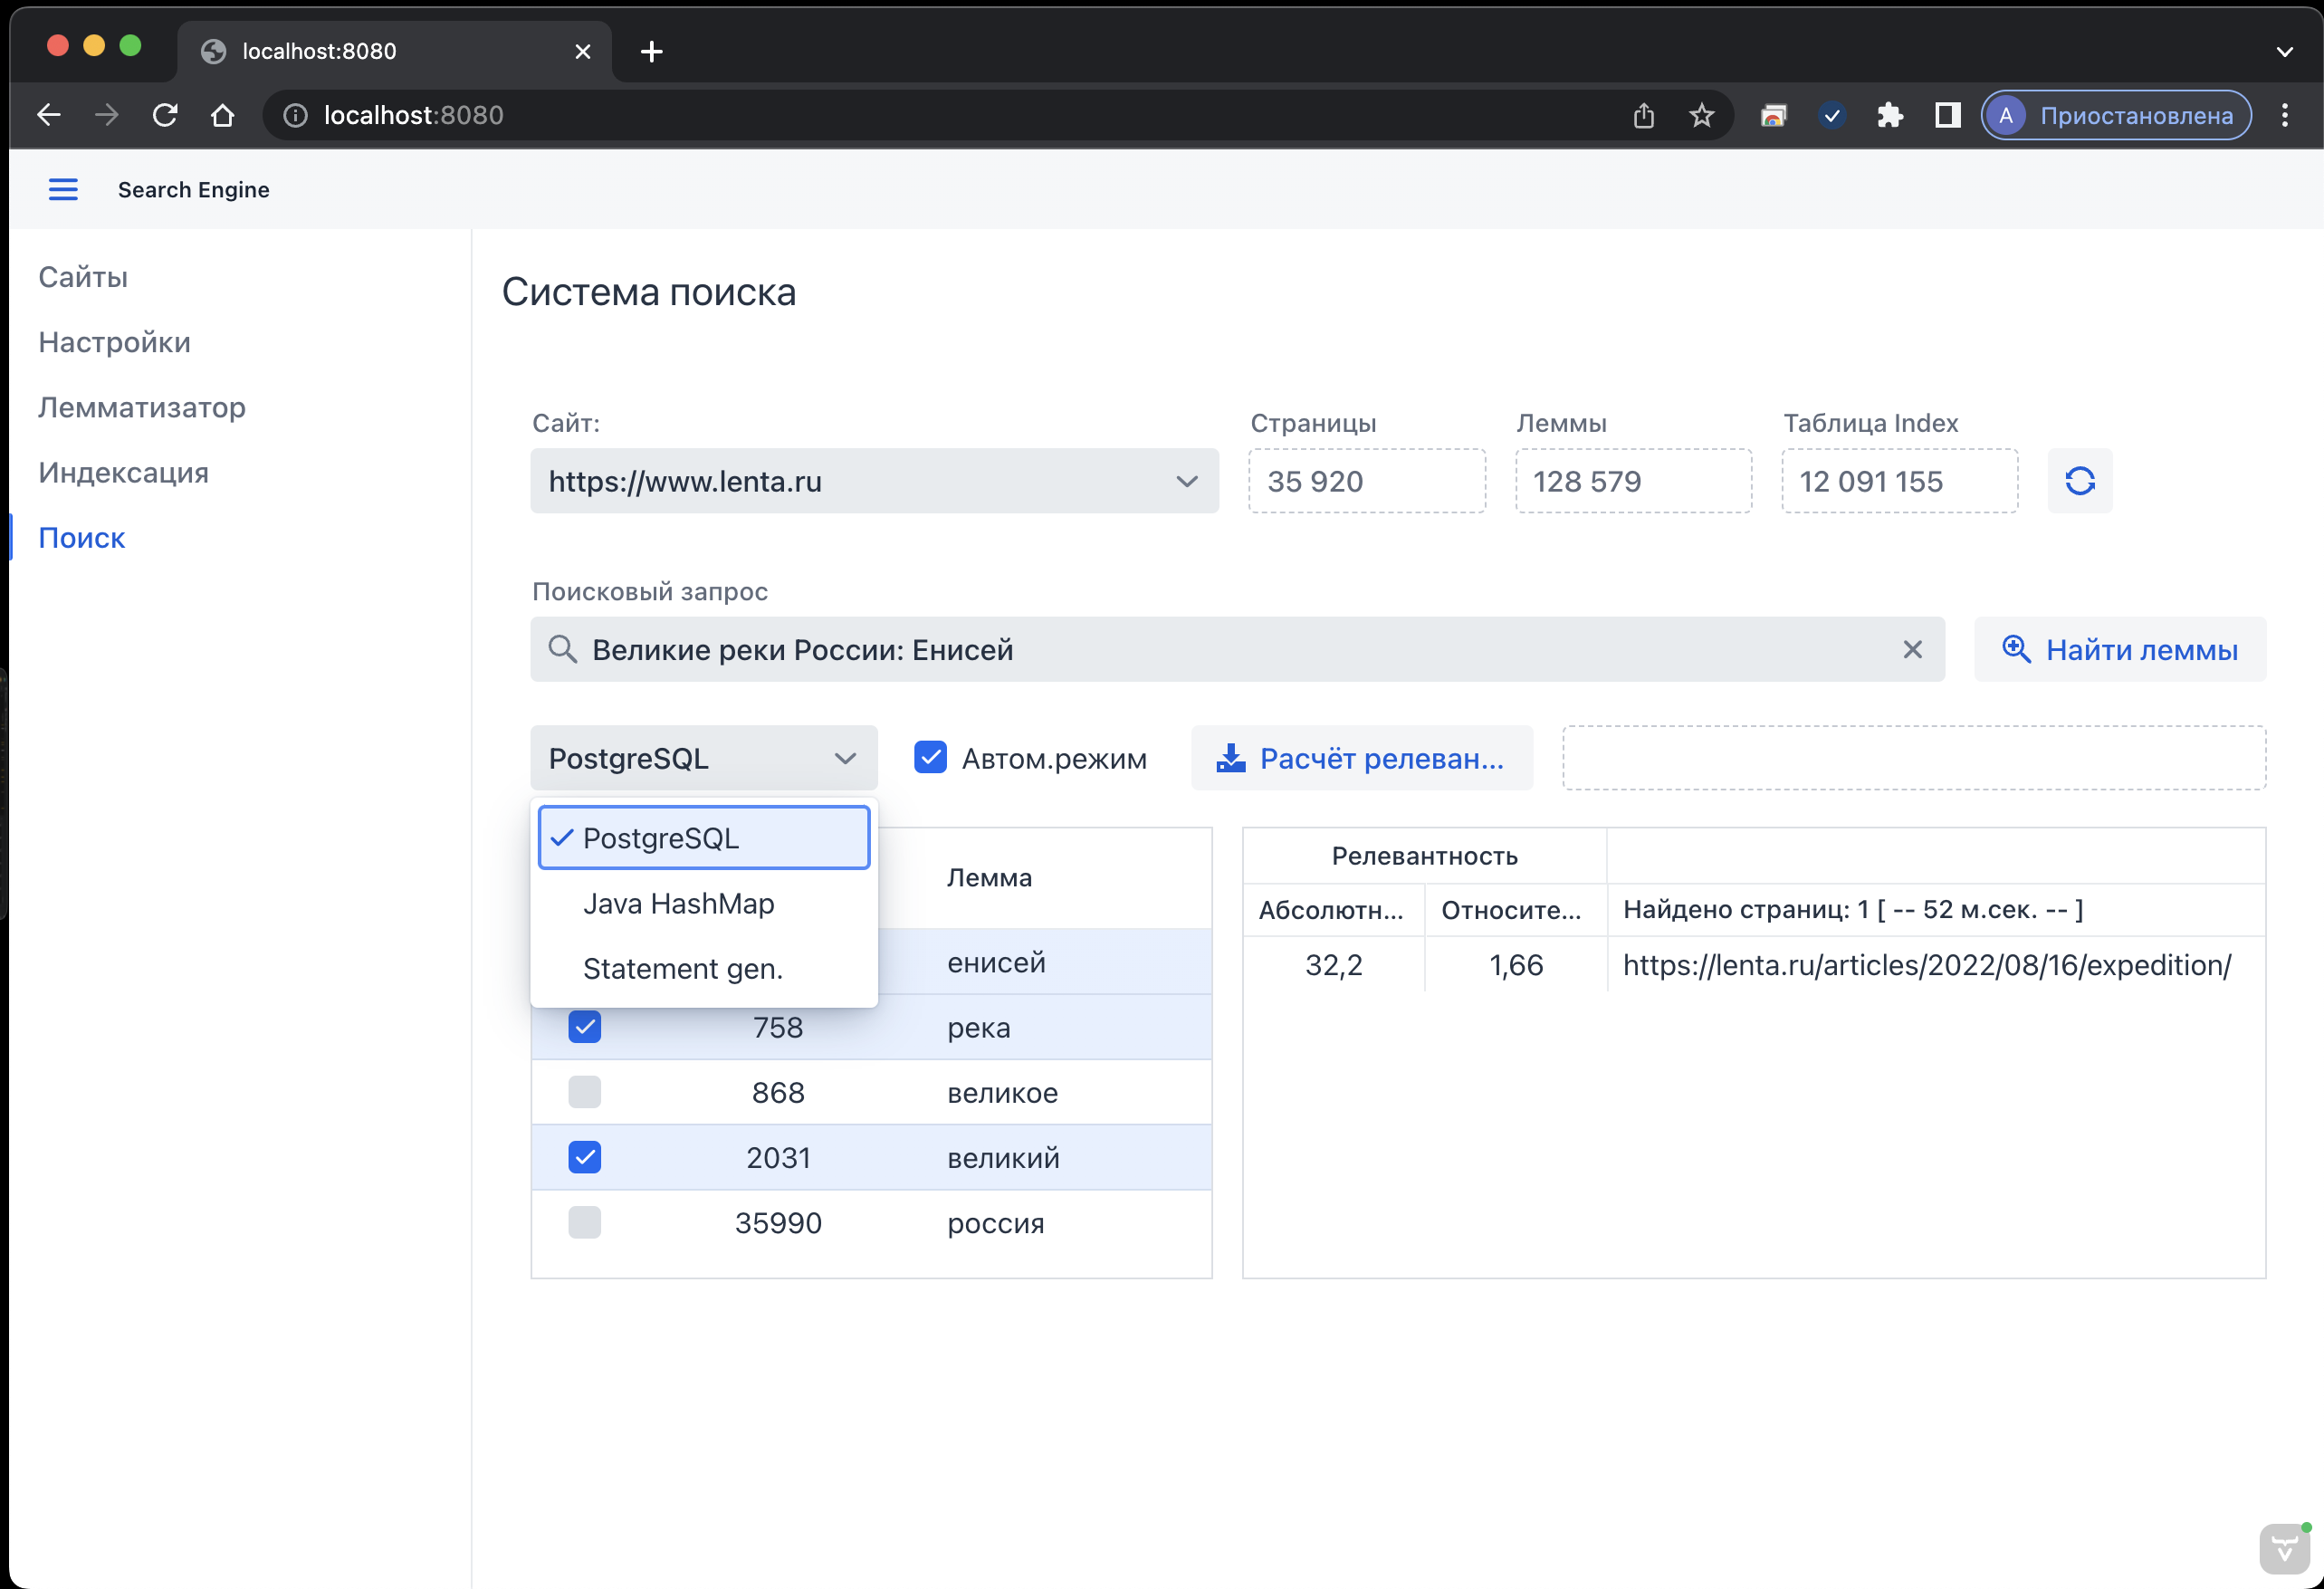 localhost:8080
localhost:8080
A Приостановлена
Search Engine
Сайты
Настройки
Лемматизатор
Индексация
Поиск
Система поиска
Сайт: Страницы Леммы Таблица Index
https://www.lenta.ru 35 920 128 579 12 091 155
Поисковый запрос
Великие реки России: Енисей Найти леммы
PostgreSQL Автом.режим Расчёт релеван...
PostgreSQL
Java HashMap
Statement gen.
Лемма
енисей
758 река
868 великое
2031 великий
35990 россия
Релевантность
Абсолютн... Относите... Найдено страниц: 1 [ -- 52 м.сек. -- ]
32,2 1,66 https://lenta.ru/articles/2022/08/16/expedition/